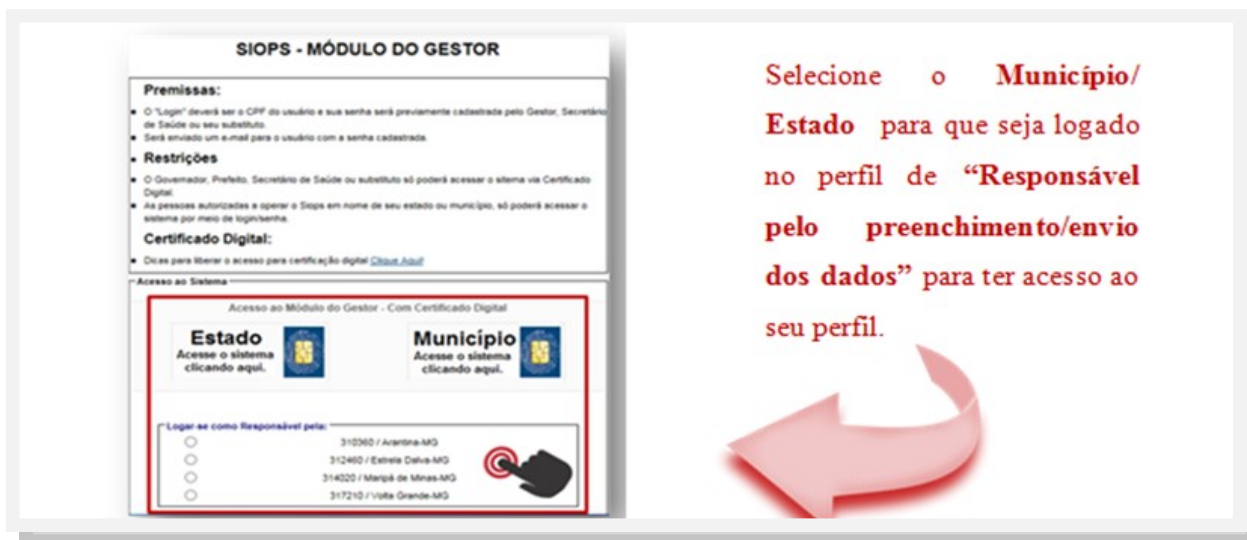 SIOPS - MÓDULO DO GESTOR
Premissas:
O "Login" deverá ser o CPF do usuário e sua senha será previamente cadastrada pelo Gestor, Secretário
de Saúde ou seu substituto.
Será enviado um e-mail para o usuário com a senha cadastrada.
Restrições
O Governador, Prefeito, Secretário de Saúde ou substituto só poderá acessar o sitema via Certificado
Digital.
As pessoas autorizadas a operar o Siops em nome de seu estado ou município, só poderá acessar o
sistema por meio de login/senha.
Certificado Digital:
Dicas para liberar o acesso para certificação digital Clique Aqui!
Acesso ao Sistema
Acesso ao Módulo do Gestor - Com Certificado Digital
Estado
Acesse o sistema
clicando aqui.
Município
Acesse o sistema
clicando aqui.
Logar-se como Responsável pela:
310360 / Arantina-MG
312460 / Estrela Dalva-MG
314020 / Maripá de Minas-MG
317210 / Volta Grande-MG
Selecione o Município/
Estado para que seja logado
no perfil de “Responsável
pelo preenchimento/envio
dos dados” para ter acesso ao
seu perfil.